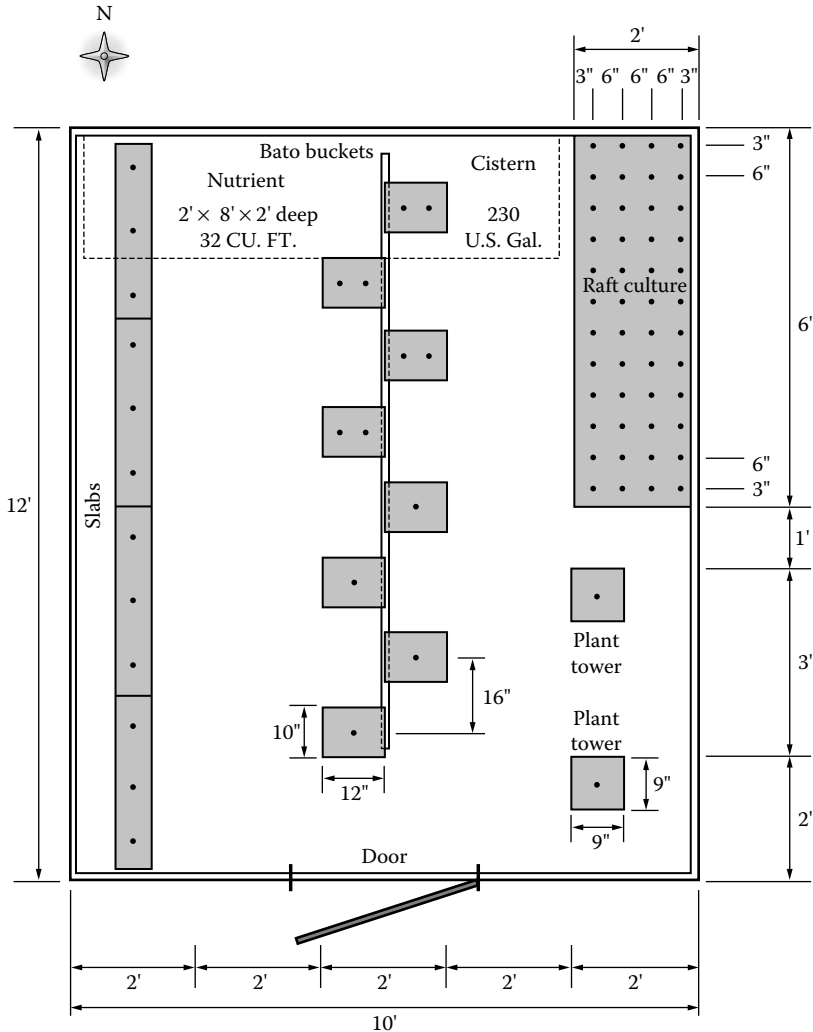 N
2'
3" 6" 6" 6" 3"
Bato buckets
Nutrient
2' × 8' × 2' deep
32 CU. FT.
Cistern
230
U.S. Gal.
3"
6"
Raft culture
6'
12'
Slabs
6"
3"
1'
Plant
tower
3'
16"
10"
12"
Plant
tower
9"
9"
2'
Door
2' 2' 2' 2' 2'
10'